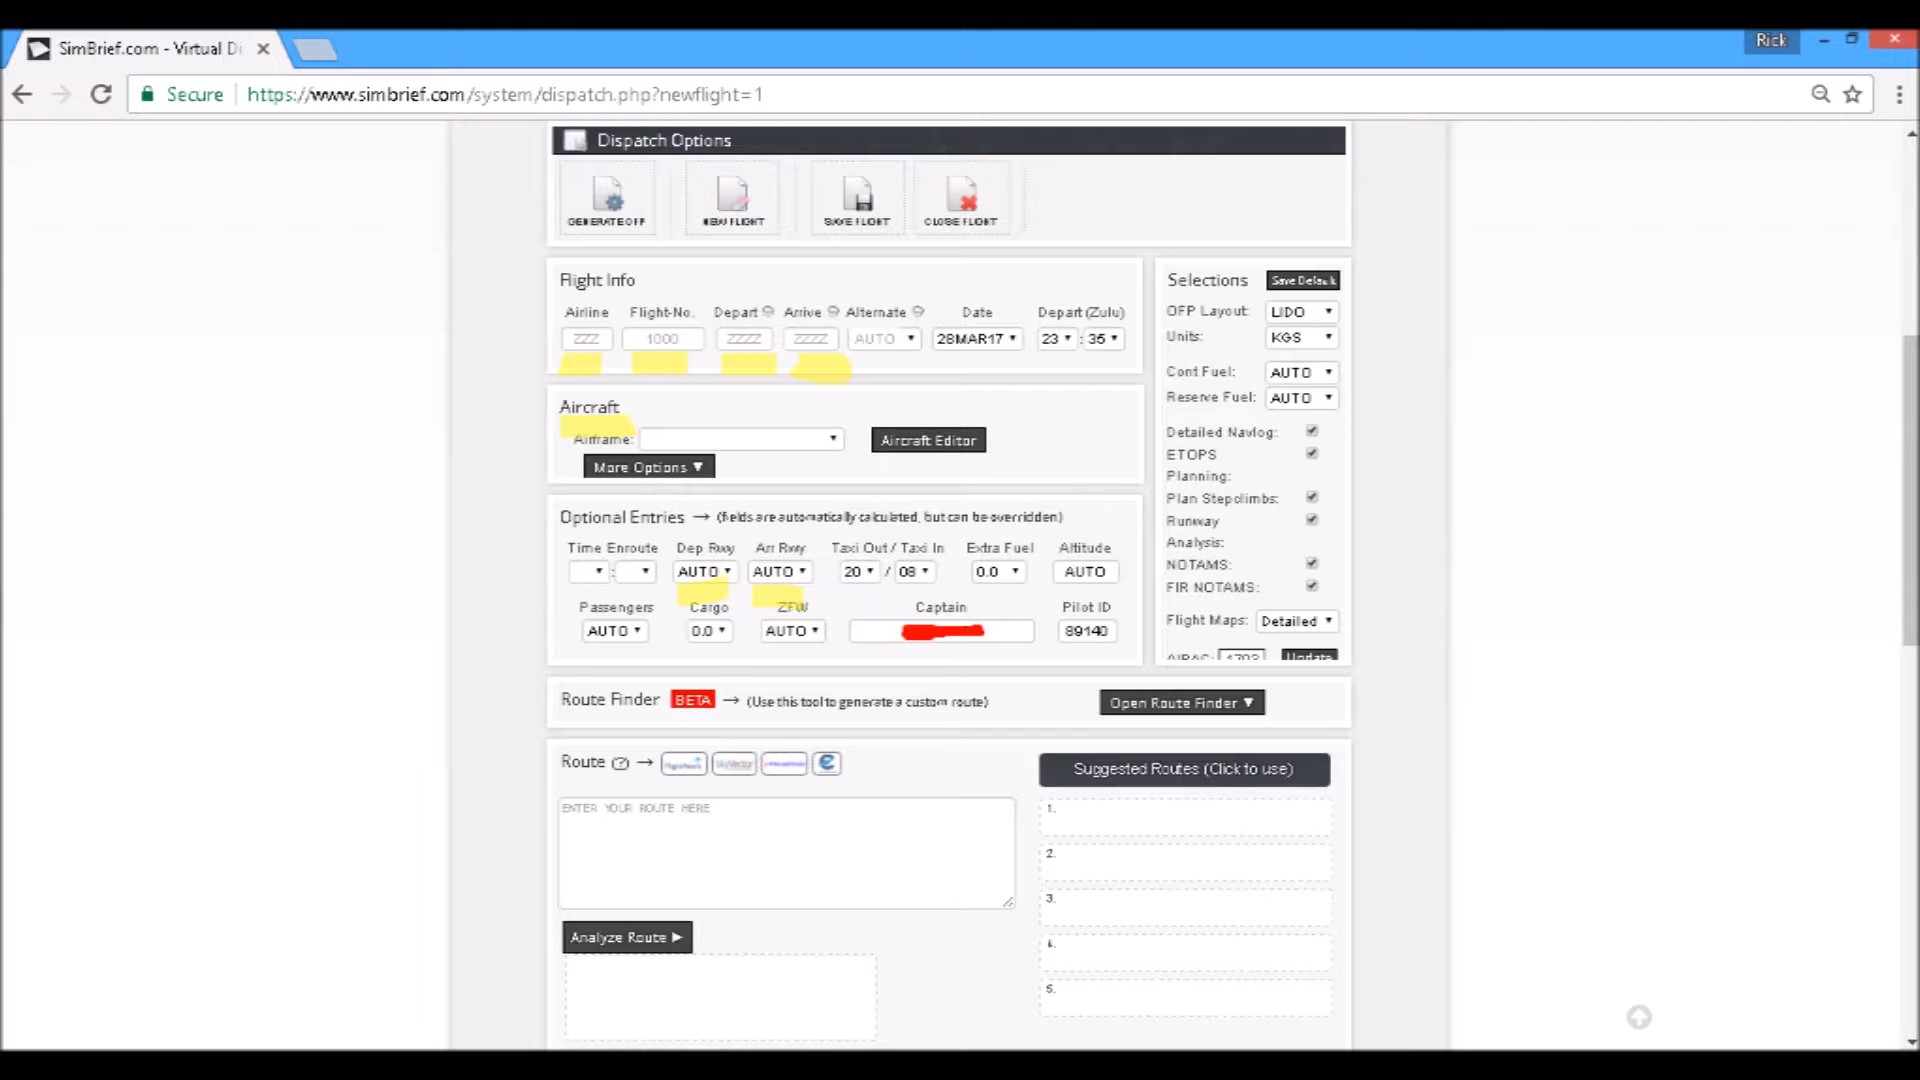 SimBrief.com - Virtual Di
Rick
Secure
https://www.simbrief.com/system/dispatch.php?newflight=1
Dispatch Options
GENERATE OFP
NEW FLIGHT
SAVE FLIGHT
CLOSE FLIGHT
Flight Info
Airline Flight-No. Depart Arrive Alternate Date Depart (Zulu)
ZZZ 1000 ZZZZ ZZZZ AUTO 28MAR17 23 : 35
Aircraft
Airframe: Aircraft Editor
More Options ▼
Optional Entries → (fields are automatically calculated, but can be overridden)
Time Enroute Dep Rwy Arr Rwy Taxi Out / Taxi In Extra Fuel Altitude
: AUTO AUTO 20 / 08 0.0 AUTO
Passengers Cargo ZFW Captain Pilot ID
AUTO 0.0 AUTO 89140
Selections Save Default
OFP Layout: LIDO
Units: KGS
Cont Fuel: AUTO
Reserve Fuel: AUTO
Detailed Navlog:
ETOPS
Planning:
Plan Stepclimbs:
Runway
Analysis:
NOTAMS:
FIR NOTAMS:
Flight Maps: Detailed
AIRAC: 1703 Update
Route Finder BETA → (Use this tool to generate a custom route) Open Route Finder ▼
Route →
SkyVector
ENTER YOUR ROUTE HERE
Analyze Route ▶
Suggested Routes (Click to use)
1.
2.
3.
4.
5.